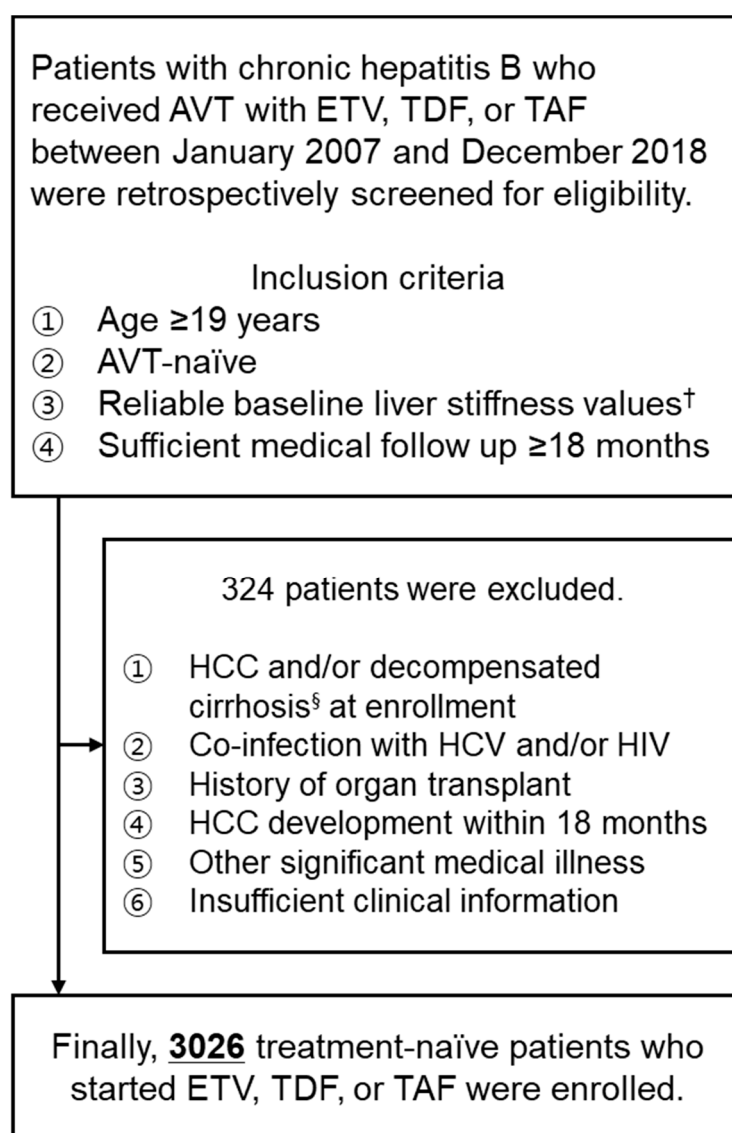 Patients with chronic hepatitis B who
received AVT with ETV, TDF, or TAF
between January 2007 and December 2018
were retrospectively screened for eligibility.
Inclusion criteria
① Age ≥19 years
② AVT-naïve
③ Reliable baseline liver stiffness values†
④ Sufficient medical follow up ≥18 months
324 patients were excluded.
① HCC and/or decompensated
cirrhosis§ at enrollment
② Co-infection with HCV and/or HIV
③ History of organ transplant
④ HCC development within 18 months
⑤ Other significant medical illness
⑥ Insufficient clinical information
Finally, 3026 treatment-naïve patients who
started ETV, TDF, or TAF were enrolled.